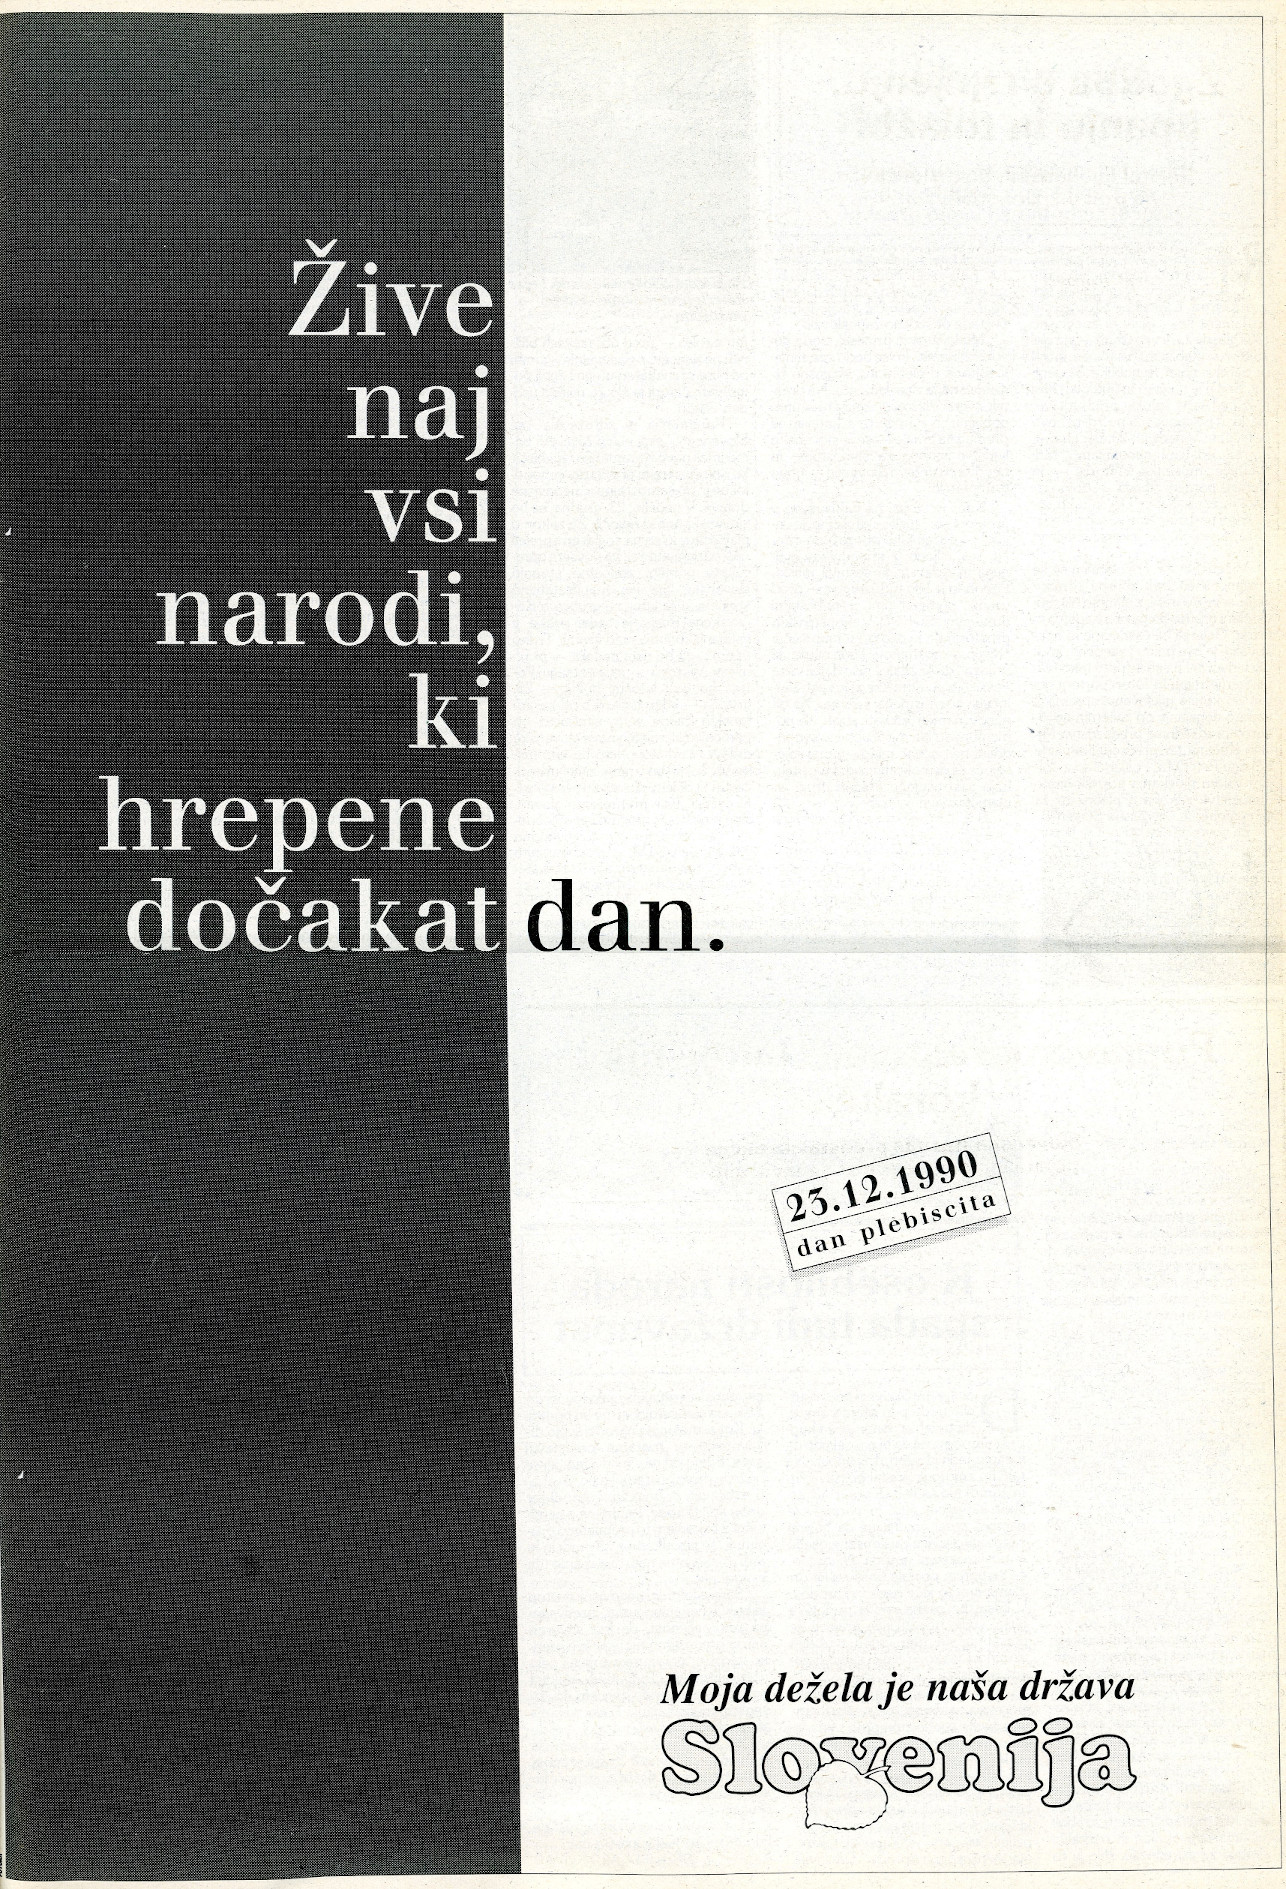 Žive
naj
vsi
narodi,
ki
hrepene
dočakat dan.
23.12.1990
dan plebiscita
Moja dežela je naša država
Slovenija